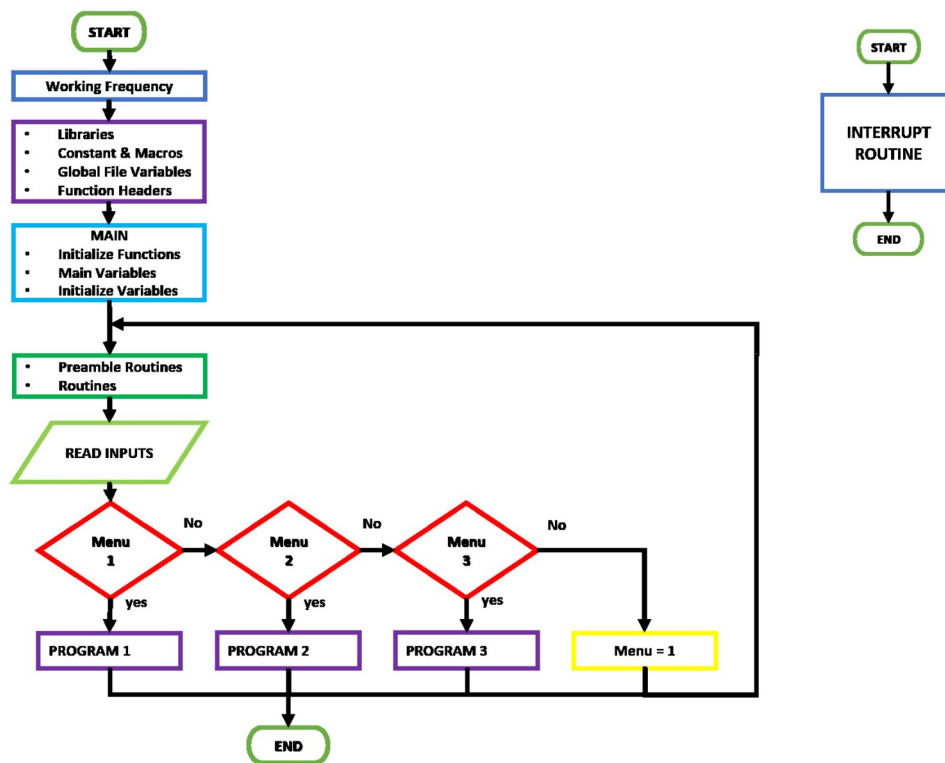 START
Working Frequency
▪ Libraries
▪ Constant & Macros
▪ Global File Variables
▪ Function Headers
MAIN
▪ Initialize Functions
▪ Main Variables
▪ Initialize Variables
▪ Preamble Routines
▪ Routines
READ INPUTS
Menu
1
No
yes
Menu
2
No
yes
Menu
3
No
yes
PROGRAM 1
PROGRAM 2
PROGRAM 3
Menu = 1
END
START
INTERRUPT
ROUTINE
END